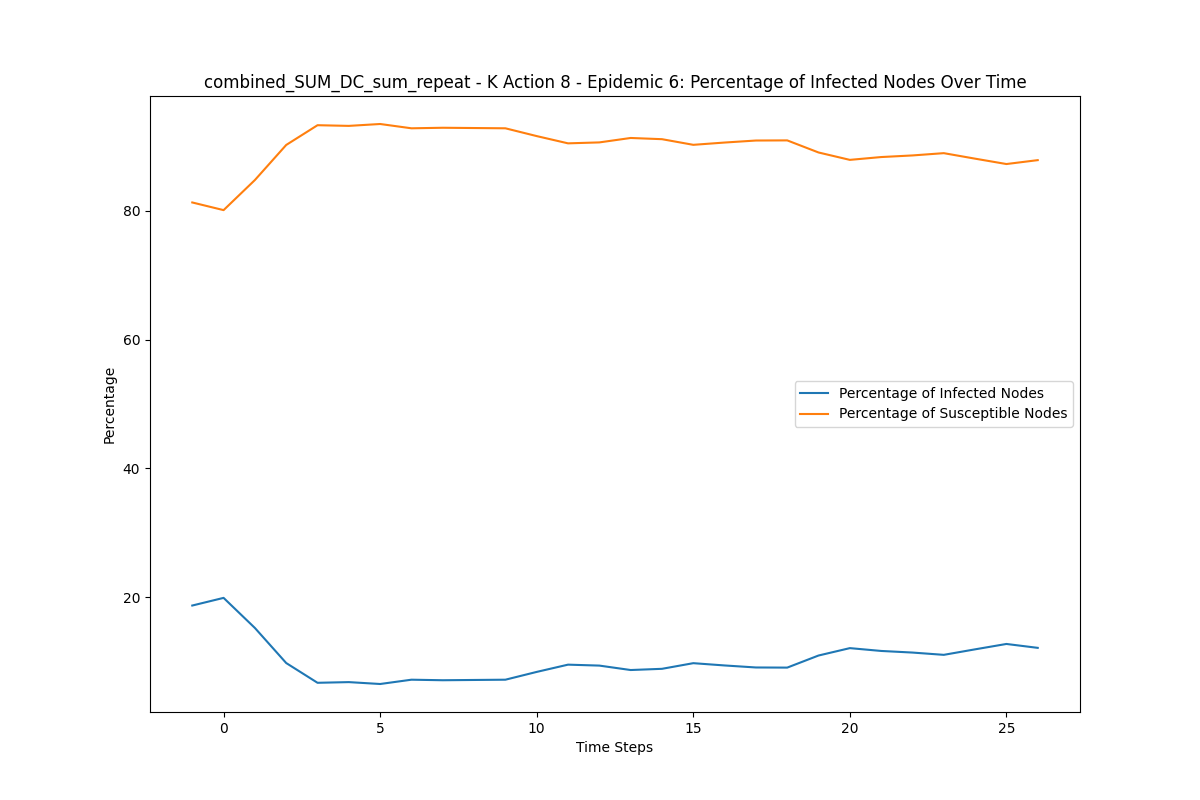 combined_SUM_DC_sum_repeat - K Action 8 - Epidemic 6: Percentage of Infected Nodes Over Time
80
60
40
20
Percentage
Percentage of Infected Nodes
Percentage of Susceptible Nodes
0 5 10 15 20 25
Time Steps